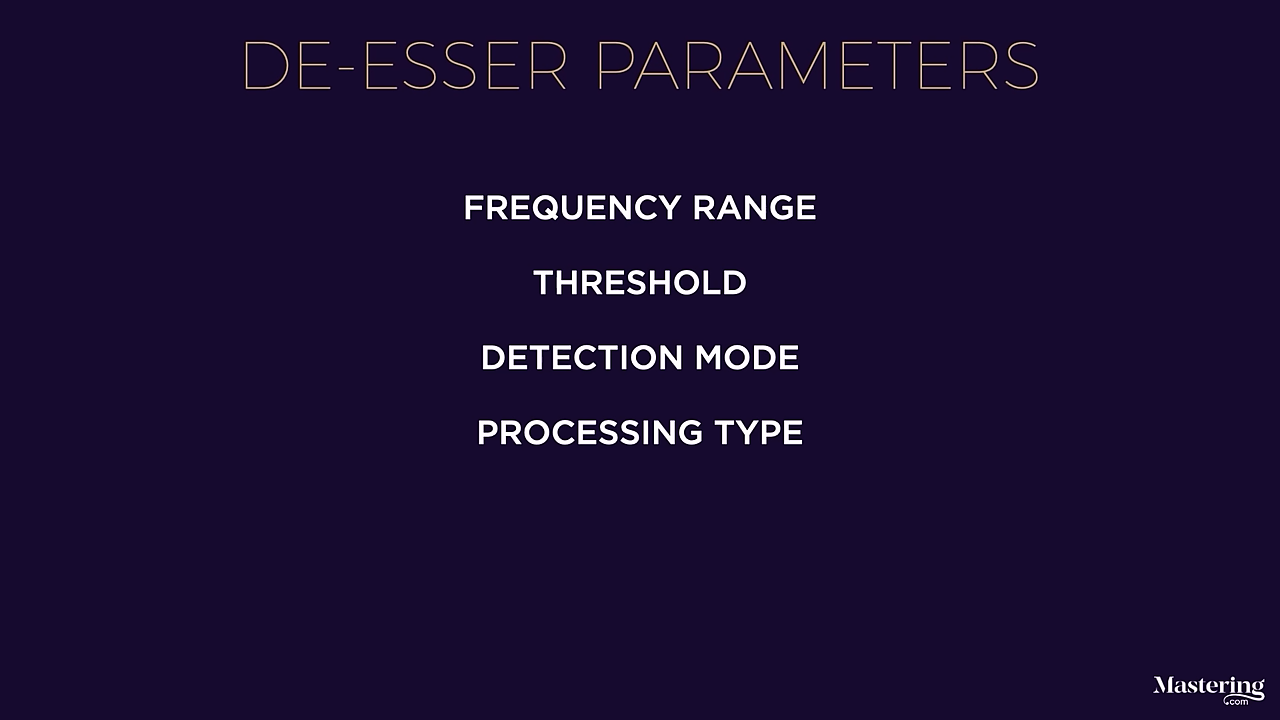 DE-ESSER PARAMETERS
FREQUENCY RANGE
THRESHOLD
DETECTION MODE
PROCESSING TYPE
Mastering
.com